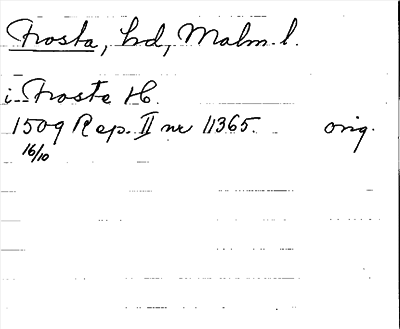 Frosta, hd, Malm. l.
i Froste H.
1509 Rep. II nr 11365. orig.
16/10